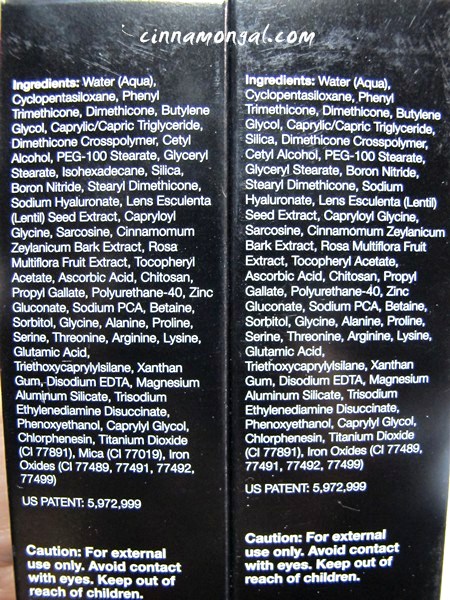 cinnamongal.com
Ingredients: Water (Aqua),
Cyclopentasiloxane, Phenyl
Trimethicone, Dimethicone, Butylene
Glycol, Caprylic/Capric Triglyceride,
Dimethicone Crosspolymer, Cetyl
Alcohol, PEG-100 Stearate, Glyceryl
Stearate, Isohexadecane, Silica,
Boron Nitride, Stearyl Dimethicone,
Sodium Hyaluronate, Lens Esculenta
(Lentil) Seed Extract, Capryloyl
Glycine, Sarcosine, Cinnamomum
Zeylanicum Bark Extract, Rosa
Multiflora Fruit Extract, Tocopheryl
Acetate, Ascorbic Acid, Chitosan,
Propyl Gallate, Polyurethane-40, Zinc
Gluconate, Sodium PCA, Betaine,
Sorbitol, Glycine, Alanine, Proline,
Serine, Threonine, Arginine, Lysine,
Glutamic Acid,
Triethoxycaprylylsilane, Xanthan
Gum, Disodium EDTA, Magnesium
Aluminum Silicate, Trisodium
Ethylenediamine Disuccinate,
Phenoxyethanol, Caprylyl Glycol,
Chlorphenesin, Titanium Dioxide
(CI 77891), Mica (CI 77019), Iron
Oxides (CI 77489, 77491, 77492,
77499)
US PATENT: 5,972,999
Caution: For external
use only. Avoid contact
with eyes. Keep out of
reach of children.
Ingredients: Water (Aqua),
Cyclopentasiloxane, Phenyl
Trimethicone, Dimethicone, Butylene
Glycol, Caprylic/Capric Triglyceride,
Silica, Dimethicone Crosspolymer,
Cetyl Alcohol, PEG-100 Stearate,
Glyceryl Stearate, Boron Nitride,
Stearyl Dimethicone, Sodium
Hyaluronate, Lens Esculenta (Lentil)
Seed Extract, Capryloyl Glycine,
Sarcosine, Cinnamomum Zeylanicum
Bark Extract, Rosa Multiflora Fruit
Extract, Tocopheryl Acetate,
Ascorbic Acid, Chitosan, Propyl
Gallate, Polyurethane-40, Zinc
Gluconate, Sodium PCA, Betaine,
Sorbitol, Glycine, Alanine, Proline,
Serine, Threonine, Arginine, Lysine,
Glutamic Acid,
Triethoxycaprylylsilane, Xanthan
Gum, Disodium EDTA, Magnesium
Aluminum Silicate, Trisodium
Ethylenediamine Disuccinate,
Phenoxyethanol, Caprylyl Glycol,
Chlorphenesin, Titanium Dioxide
(CI 77891), Iron Oxides (CI 77489,
77491, 77492, 77499)
US PATENT: 5,972,999
Caution: For external
use only. Avoid contact
with eyes. Keep out of
reach of children.